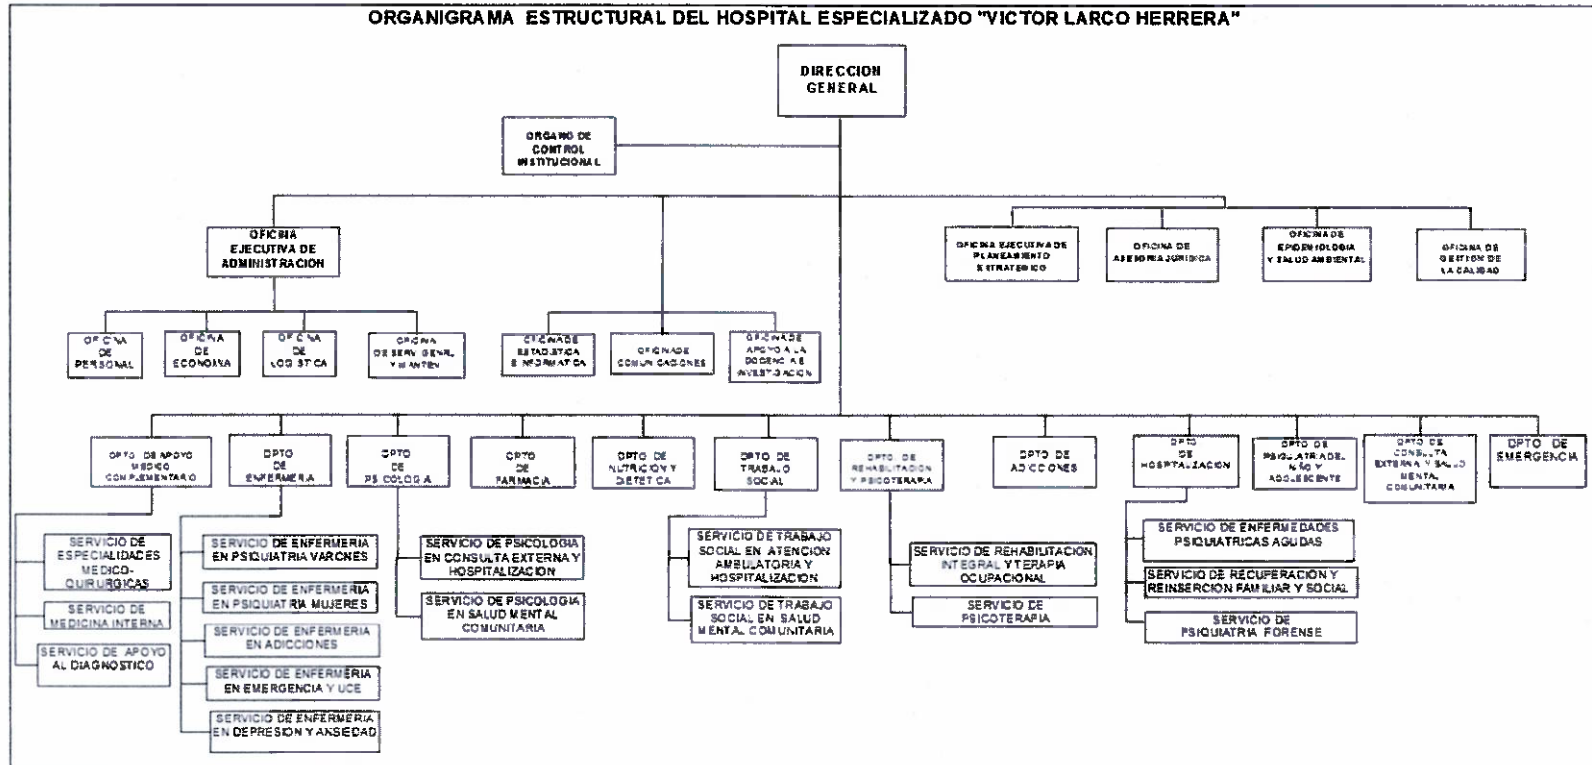 ORGANIGRAMA ESTRUCTURAL DEL HOSPITAL ESPECIALIZADO "VICTOR LARCO HERRERA"
DIRECCION
GENERAL
ORGANO DE
CONTROL
INSTITUCIONAL
OFICINA
EJECUTIVA DE
ADMINISTRACION
OFICINA EJECUTIVA DE
PLANEAMIENTO
ESTRATEGICO
OFICINA DE
ASESORIA JURIDICA
OFICINA DE
EPIDEMIOLOGIA
Y SALUD AMBIENTAL
OFICINA DE
GESTION DE
LA CALIDAD
OFICINA
DE
PERSONAL
OFICINA
DE
ECONOMIA
OFICINA
DE
LOGISTICA
OFICINA
DE SERV. GENR.
Y MANTEN
OFICINA DE
ESTADISTICA
E INFORMATICA
OFICINA DE
COMUNICACIONES
OFICINA DE
APOYO A LA
DOCENCIA E
INVESTIGACION
DPTO. DE APOYO
MEDICO
COMPLEMENTARIO
DPTO
DE
ENFERMERIA
DPTO
DE
PSICOLOGIA
DPTO
DE
FARMACIA
DPTO DE
NUTRICION Y
DIETETICA
DPTO DE
TRABAJO
SOCIAL
DPTO DE
REHABILITACION
Y PSICOTERAPIA
DPTO DE
ADICCIONES
DPTO
DE
HOSPITALIZACION
DPTO DE
PSIQUIATRIA DEL
NIÑO Y
ADOLESCENTE
DPTO DE
CONSULTA
EXTERNA Y SALUD
MENTAL
COMUNITARIA
DPTO DE
EMERGENCIA
SERVICIO DE
ESPECIALIDADES
MEDICO-
QUIRURGICAS
SERVICIO DE
MEDICINA INTERNA
SERVICIO DE APOYO
AL DIAGNOSTICO
SERVICIO DE ENFERMERIA
EN PSIQUIATRIA VARONES
SERVICIO DE ENFERMERIA
EN PSIQUIATRIA MUJERES
SERVICIO DE ENFERMERIA
EN ADICCIONES
SERVICIO DE ENFERMERIA
EN EMERGENCIA Y UCE
SERVICIO DE ENFERMERIA
EN DEPRESION Y ANSIEDAD
SERVICIO DE PSICOLOGIA
EN CONSULTA EXTERNA Y
HOSPITALIZACION
SERVICIO DE PSICOLOGIA
EN SALUD MENTAL
COMUNITARIA
SERVICIO DE TRABAJO
SOCIAL EN ATENCION
AMBULATORIA Y
HOSPITALIZACION
SERVICIO DE TRABAJO
SOCIAL EN SALUD
MENTAL COMUNITARIA
SERVICIO DE REHABILITACION
INTEGRAL Y TERAPIA
OCUPACIONAL
SERVICIO DE
PSICOTERAPIA
SERVICIO DE ENFERMEDADES
PSIQUIATRICAS AGUDAS
SERVICIO DE RECUPERACION Y
REINSERCION FAMILIAR Y SOCIAL
SERVICIO DE
PSIQUIATRIA FORENSE